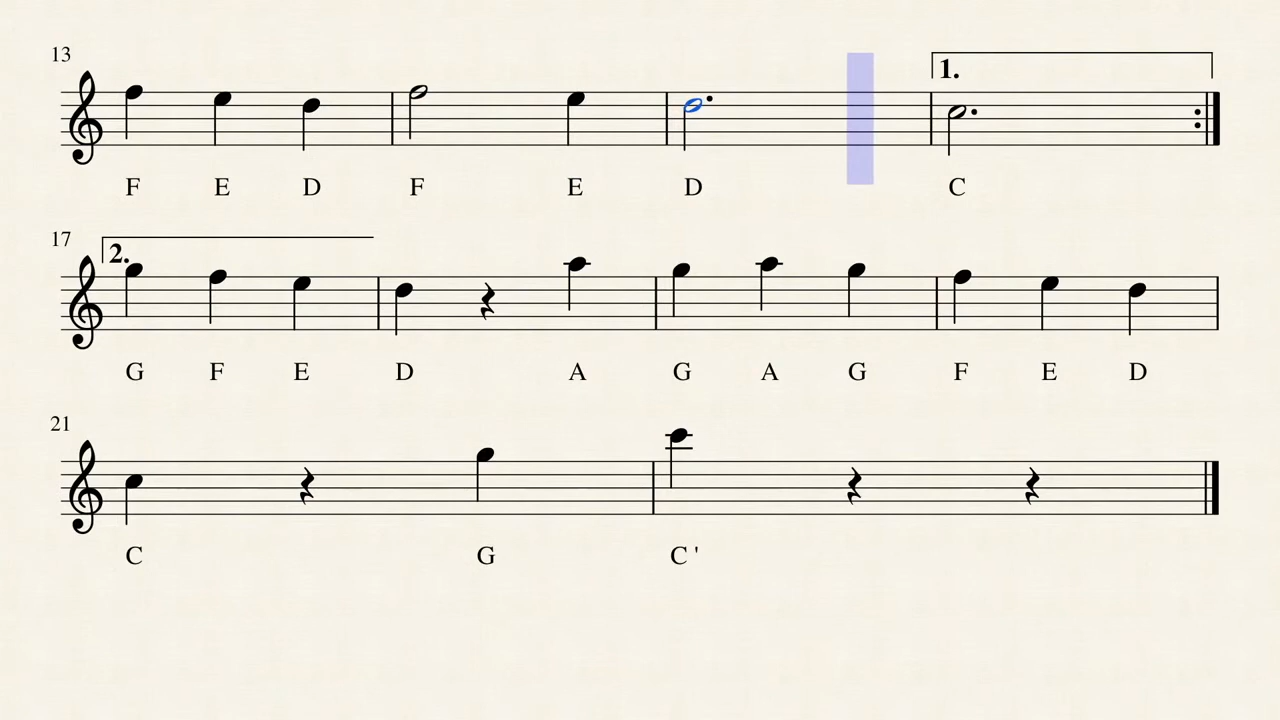 13
1.
F E D F E D C
17
2.
G F E D A G A G F E D
21
C G C '